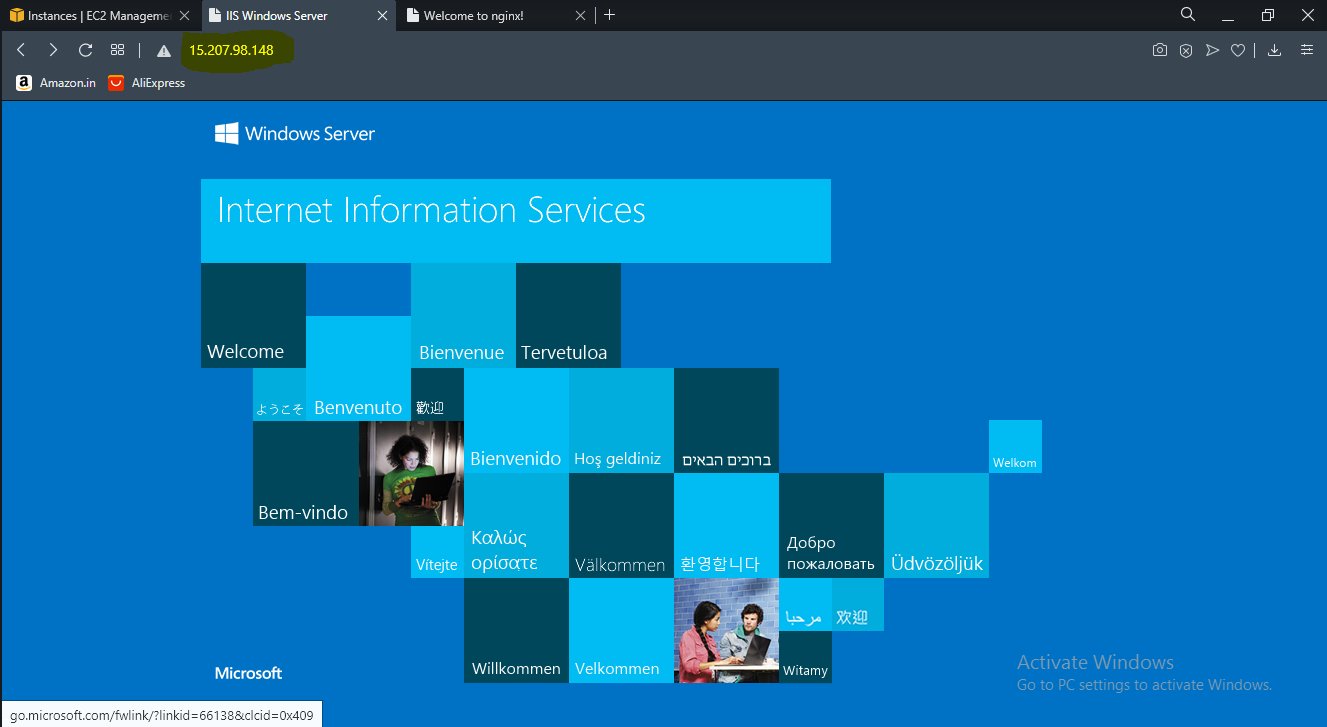 Instances | EC2 Manageme
IIS Windows Server
Welcome to nginx!
15.207.98.148
a Amazon.in
AliExpress
Windows Server
Internet Information Services
Welcome
Bienvenue
Tervetuloa
ようこそ
Benvenuto
歡迎
Bienvenido
Hoş geldiniz
ברוכים הבאים
Welkom
Bem-vindo
Vítejte
Καλώς
ορίσατε
Välkommen
환영합니다
Добро
пожаловать
Üdvözöljük
Willkommen
Velkommen
مرحبا
欢迎
Witamy
Microsoft
Activate Windows
Go to PC settings to activate Windows.
go.microsoft.com/fwlink/?linkid=66138&clcid=0x409